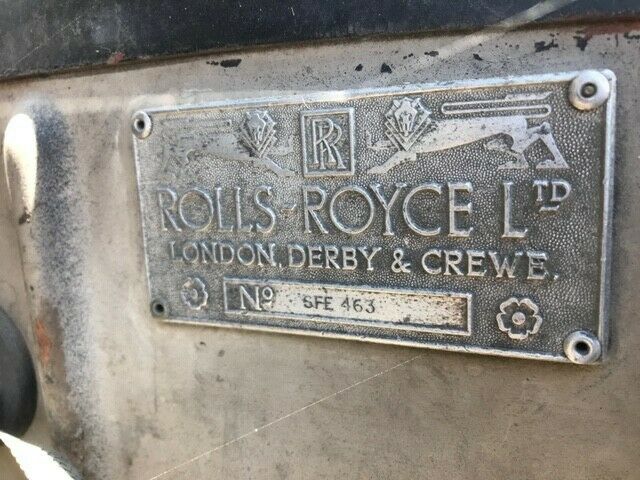 RR
ROLLS-ROYCE LTD
LONDON, DERBY & CREWE.
No SFE 463